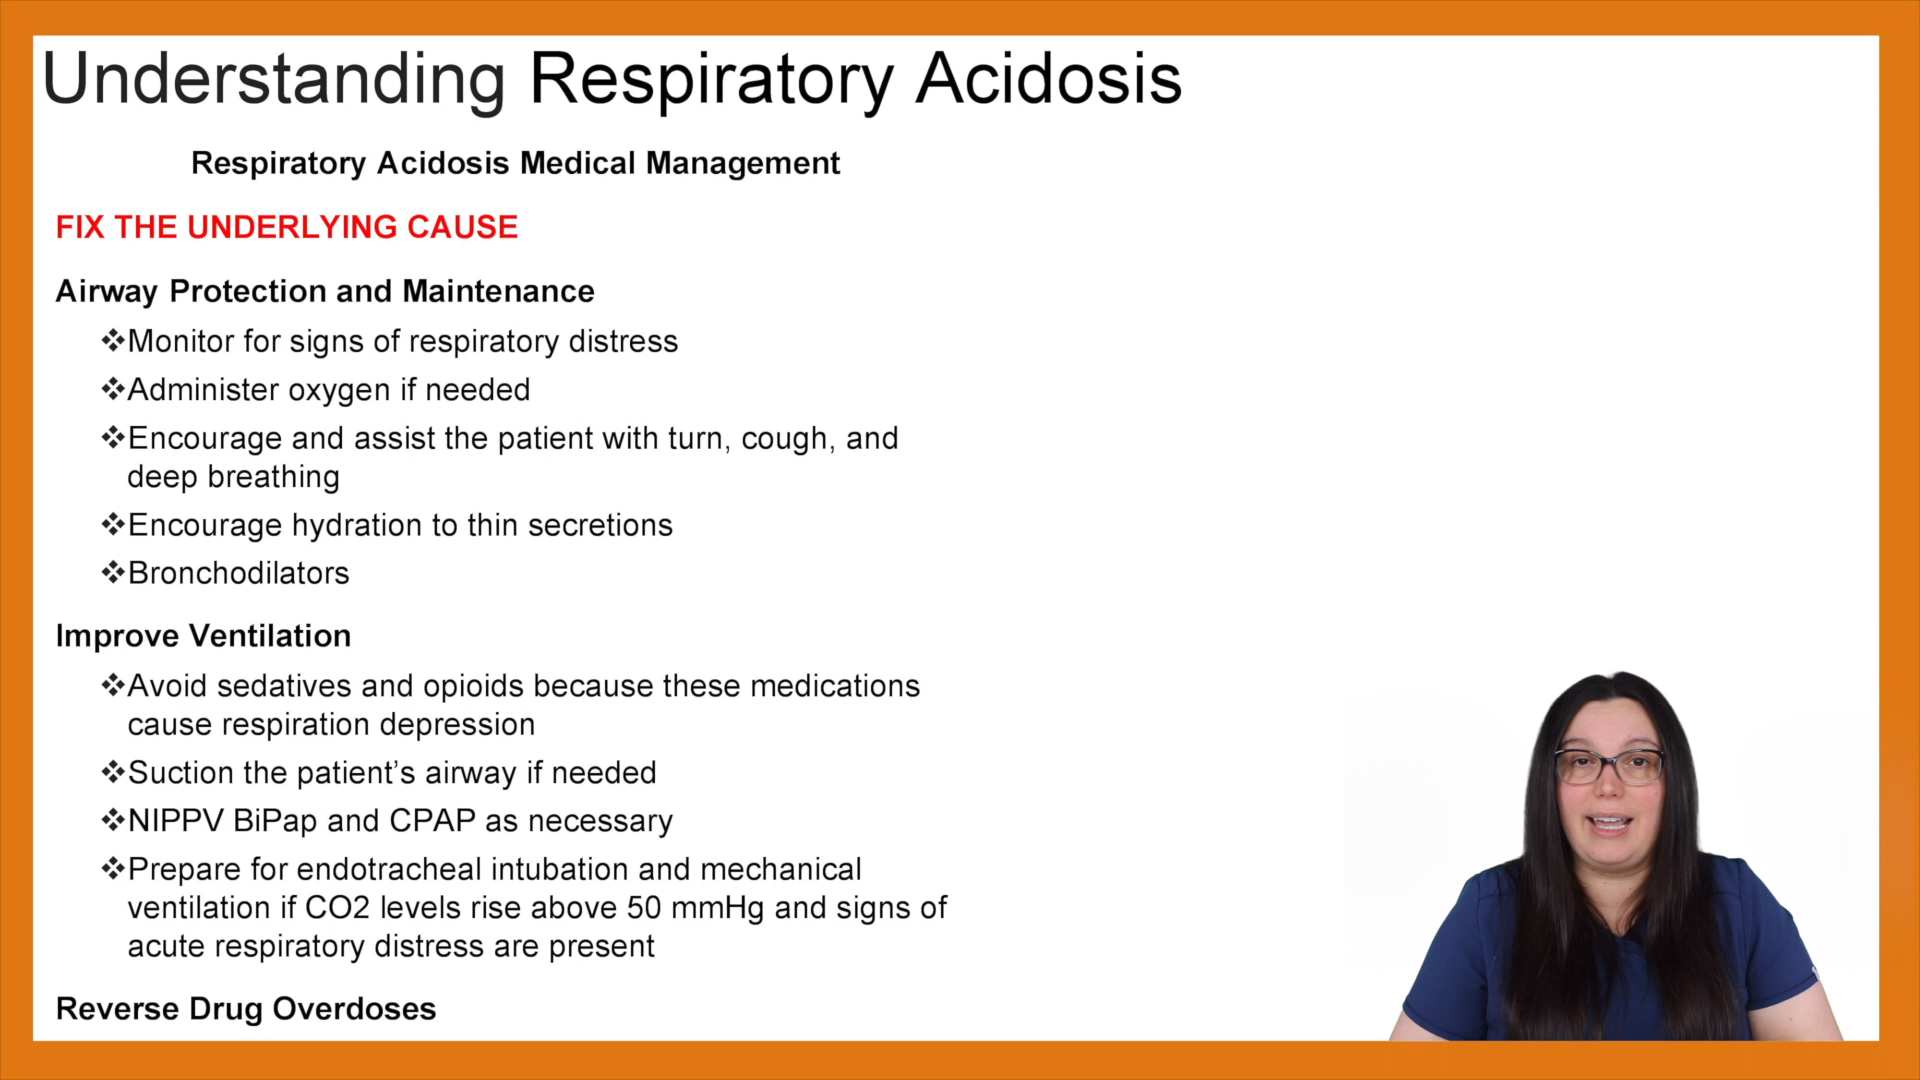 Understanding Respiratory Acidosis
Respiratory Acidosis Medical Management
FIX THE UNDERLYING CAUSE
Airway Protection and Maintenance
❖Monitor for signs of respiratory distress
❖Administer oxygen if needed
❖Encourage and assist the patient with turn, cough, and
deep breathing
❖Encourage hydration to thin secretions
❖Bronchodilators
Improve Ventilation
❖Avoid sedatives and opioids because these medications
cause respiration depression
❖Suction the patient’s airway if needed
❖NIPPV BiPap and CPAP as necessary
❖Prepare for endotracheal intubation and mechanical
ventilation if CO2 levels rise above 50 mmHg and signs of
acute respiratory distress are present
Reverse Drug Overdoses